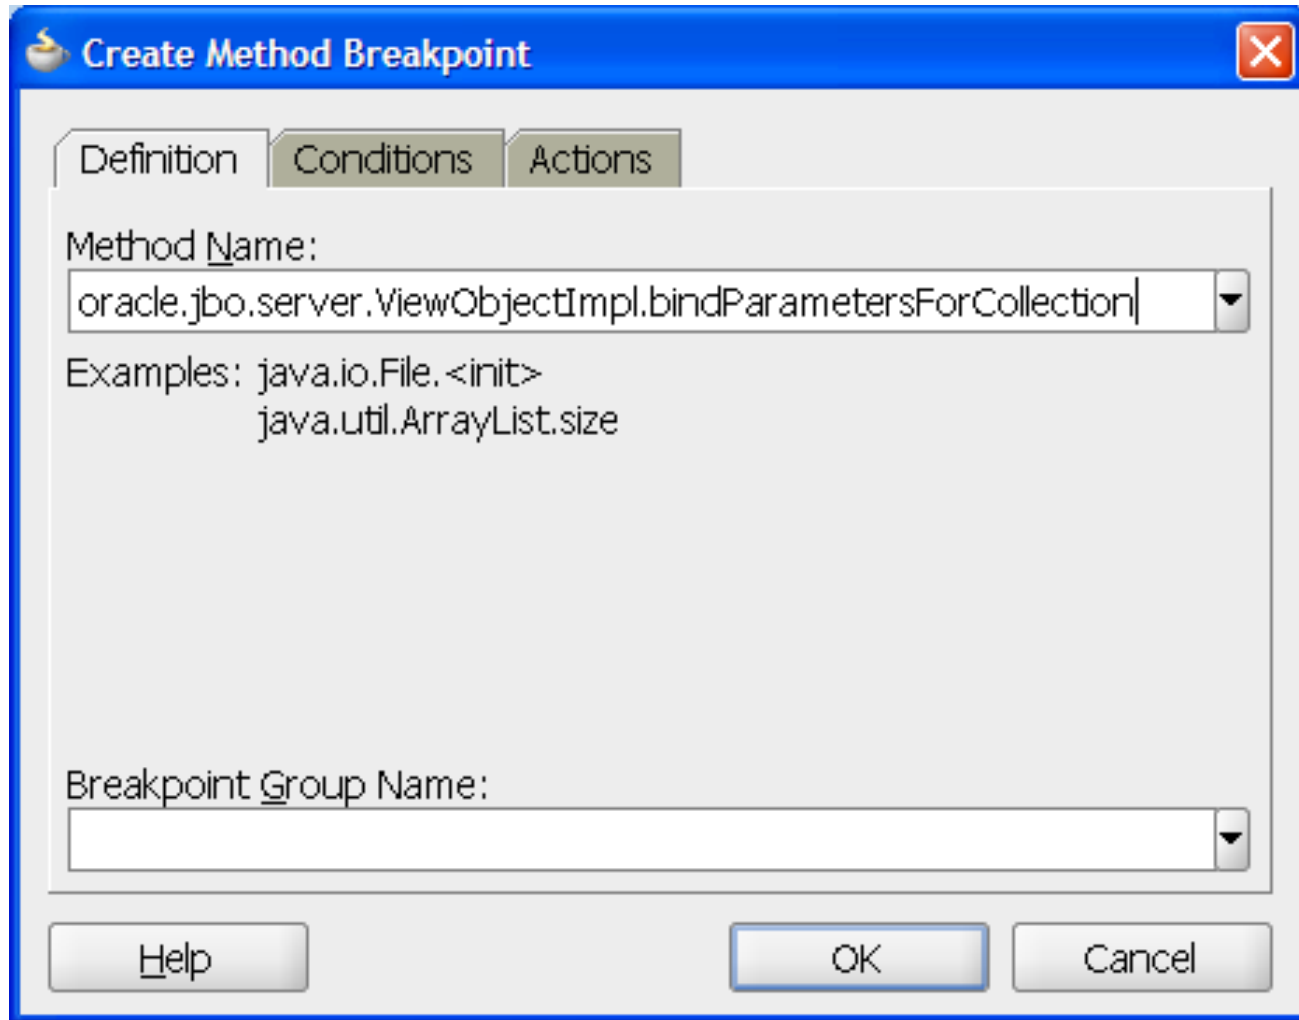 Create Method Breakpoint
Definition Conditions Actions
Method Name:
oracle.jbo.server.ViewObjectImpl.bindParametersForCollection
Examples: java.io.File.<init>
java.util.ArrayList.size
Breakpoint Group Name:
Help OK Cancel